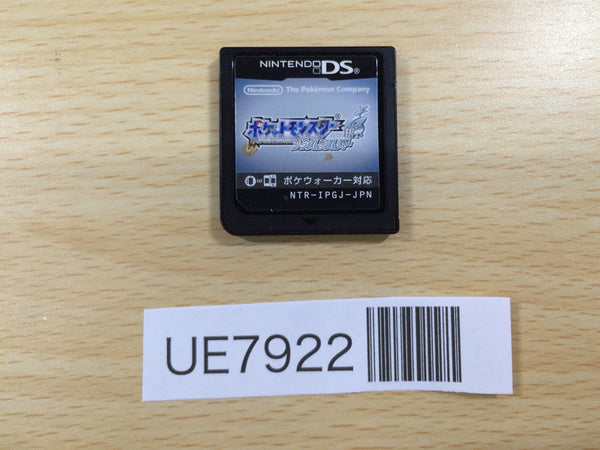 NINTENDO DS®
Nintendo® The Pokémon Company
ポケットモンスター®
ソウルシルバー
ポケウォーカー対応
NTR-IPGJ-JPN
UE7922